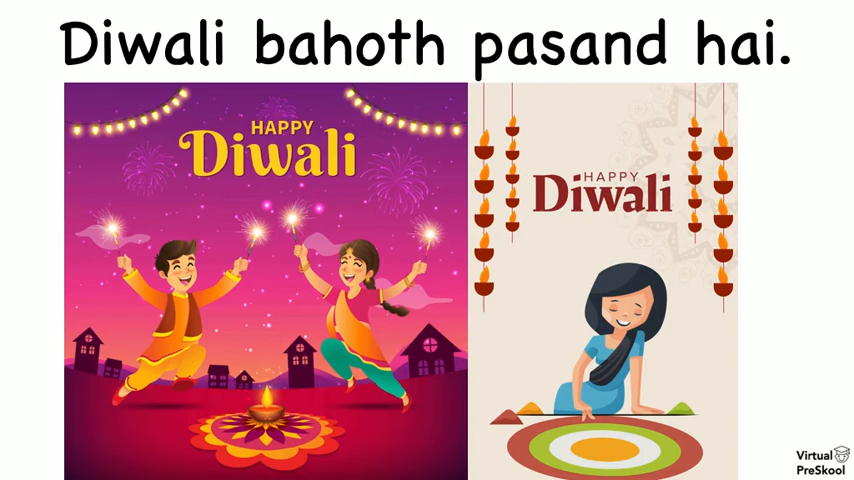 Diwali bahoth pasand hai.
HAPPY
Diwali
HAPPY
Diwali
Virtual
PreSkool